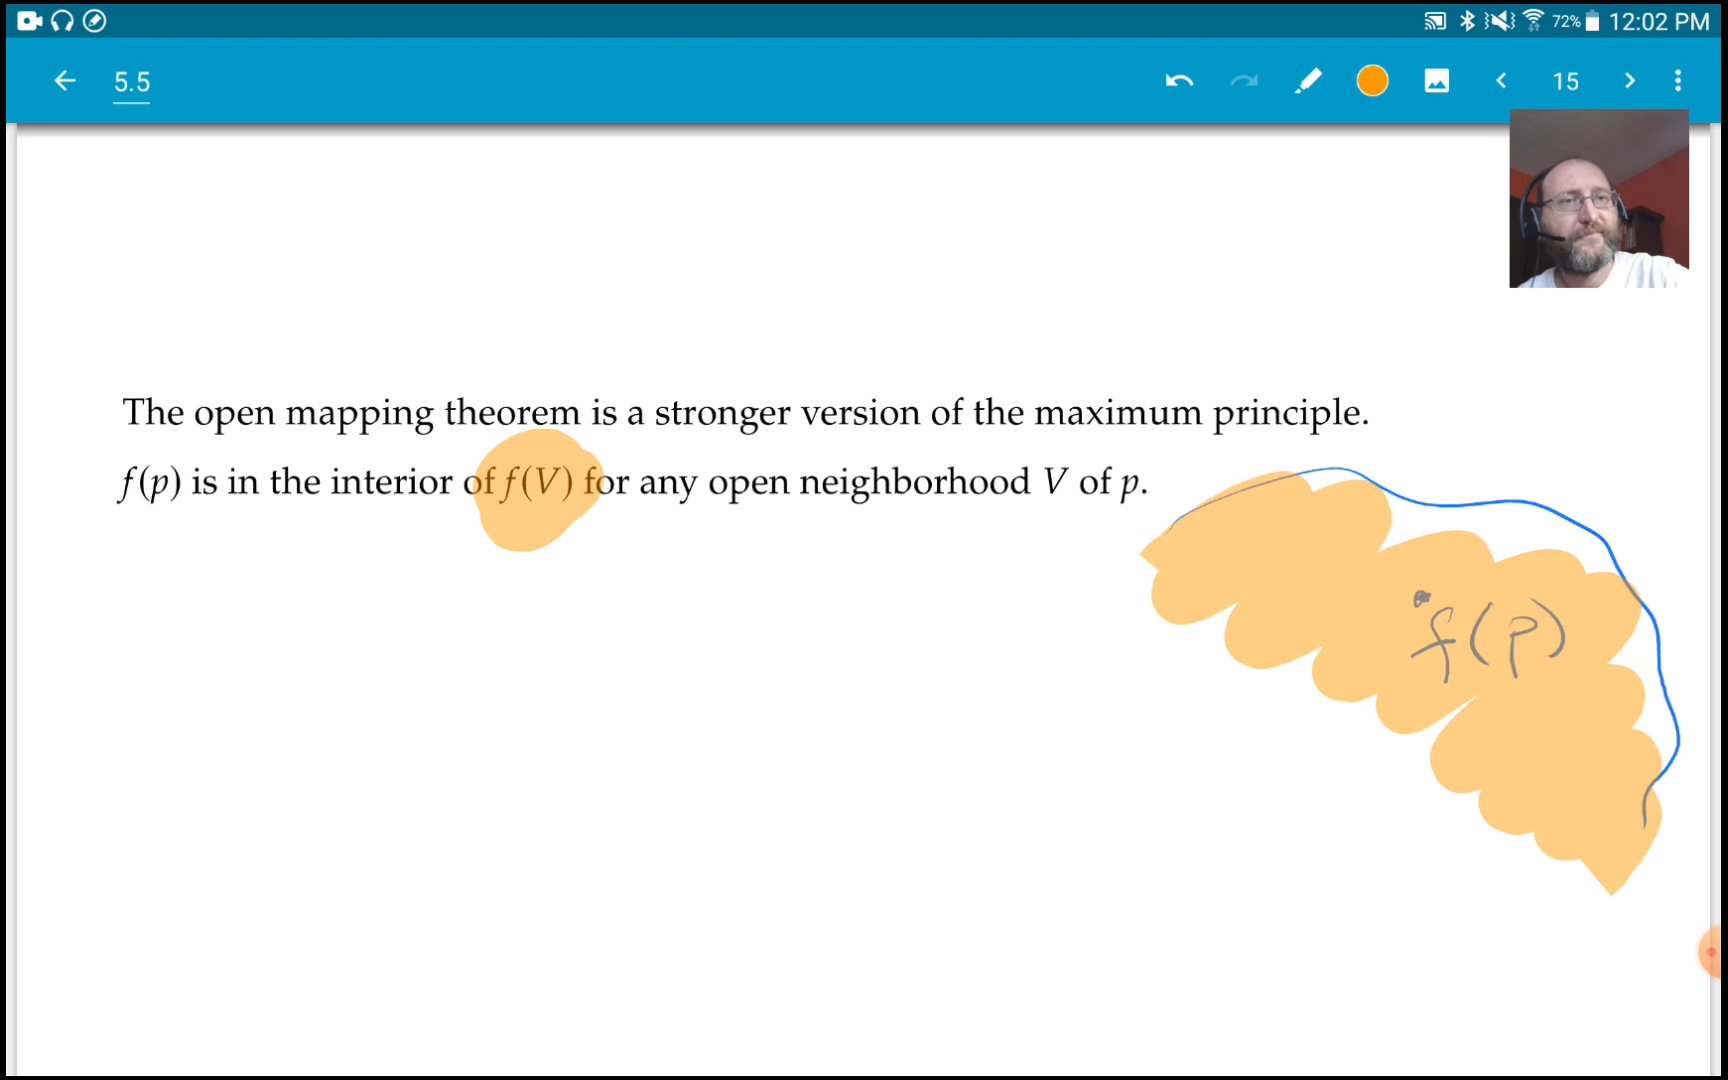 72% 12:02 PM
5.5 15
The open mapping theorem is a stronger version of the maximum principle.
f(p) is in the interior of f(V) for any open neighborhood V of p.
f(p)